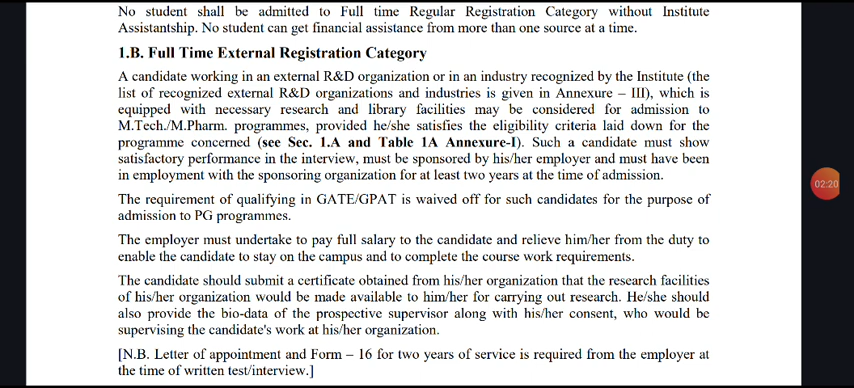 No student shall be admitted to Full time Regular Registration Category without Institute
Assistantship. No student can get financial assistance from more than one source at a time.
1.B. Full Time External Registration Category
A candidate working in an external R&D organization or in an industry recognized by the Institute (the
list of recognized external R&D organizations and industries is given in Annexure – III), which is
equipped with necessary research and library facilities may be considered for admission to
M.Tech./M.Pharm. programmes, provided he/she satisfies the eligibility criteria laid down for the
programme concerned (see Sec. 1.A and Table 1A Annexure-I). Such a candidate must show
satisfactory performance in the interview, must be sponsored by his/her employer and must have been
in employment with the sponsoring organization for at least two years at the time of admission.
The requirement of qualifying in GATE/GPAT is waived off for such candidates for the purpose of
admission to PG programmes.
The employer must undertake to pay full salary to the candidate and relieve him/her from the duty to
enable the candidate to stay on the campus and to complete the course work requirements.
The candidate should submit a certificate obtained from his/her organization that the research facilities
of his/her organization would be made available to him/her for carrying out research. He/she should
also provide the bio-data of the prospective supervisor along with his/her consent, who would be
supervising the candidate's work at his/her organization.
[N.B. Letter of appointment and Form – 16 for two years of service is required from the employer at
the time of written test/interview.]
02:20